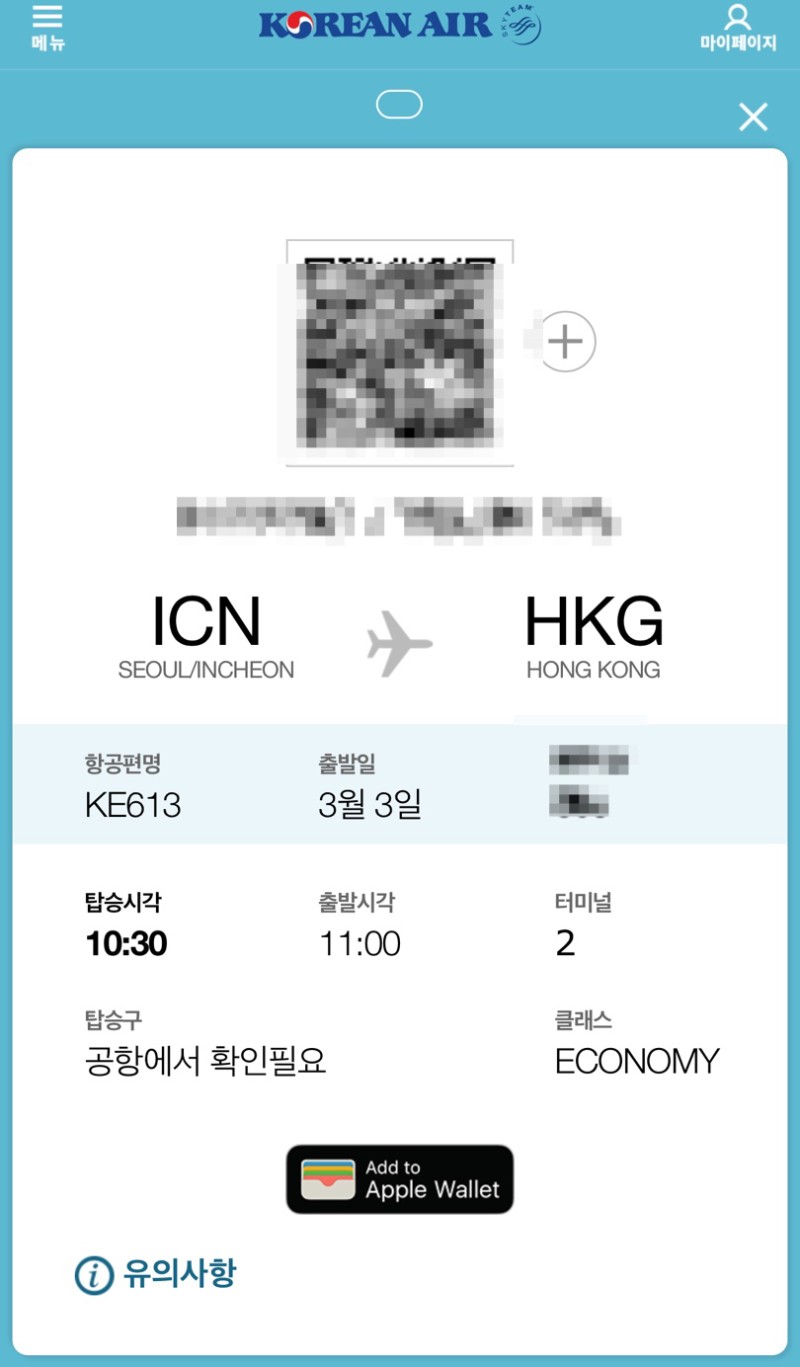 메뉴
KOREAN AIR
SKYTEAM
마이페이지
ICN
HKG
SEOUL/INCHEON
HONG KONG
항공편명
출발일
KE613
3월 3일
탑승시각
출발시각
터미널
10:30
11:00
2
탑승구
클래스
공항에서 확인필요
ECONOMY
Add to
Apple Wallet
유의사항